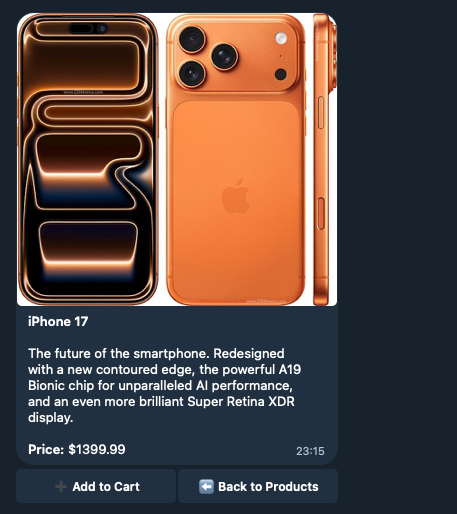 iPhone 17
The future of the smartphone. Redesigned
with a new contoured edge, the powerful A19
Bionic chip for unparalleled AI performance,
and an even more brilliant Super Retina XDR
display.
Price: $1399.99
23:15
➕ Add to Cart
⬅️ Back to Products